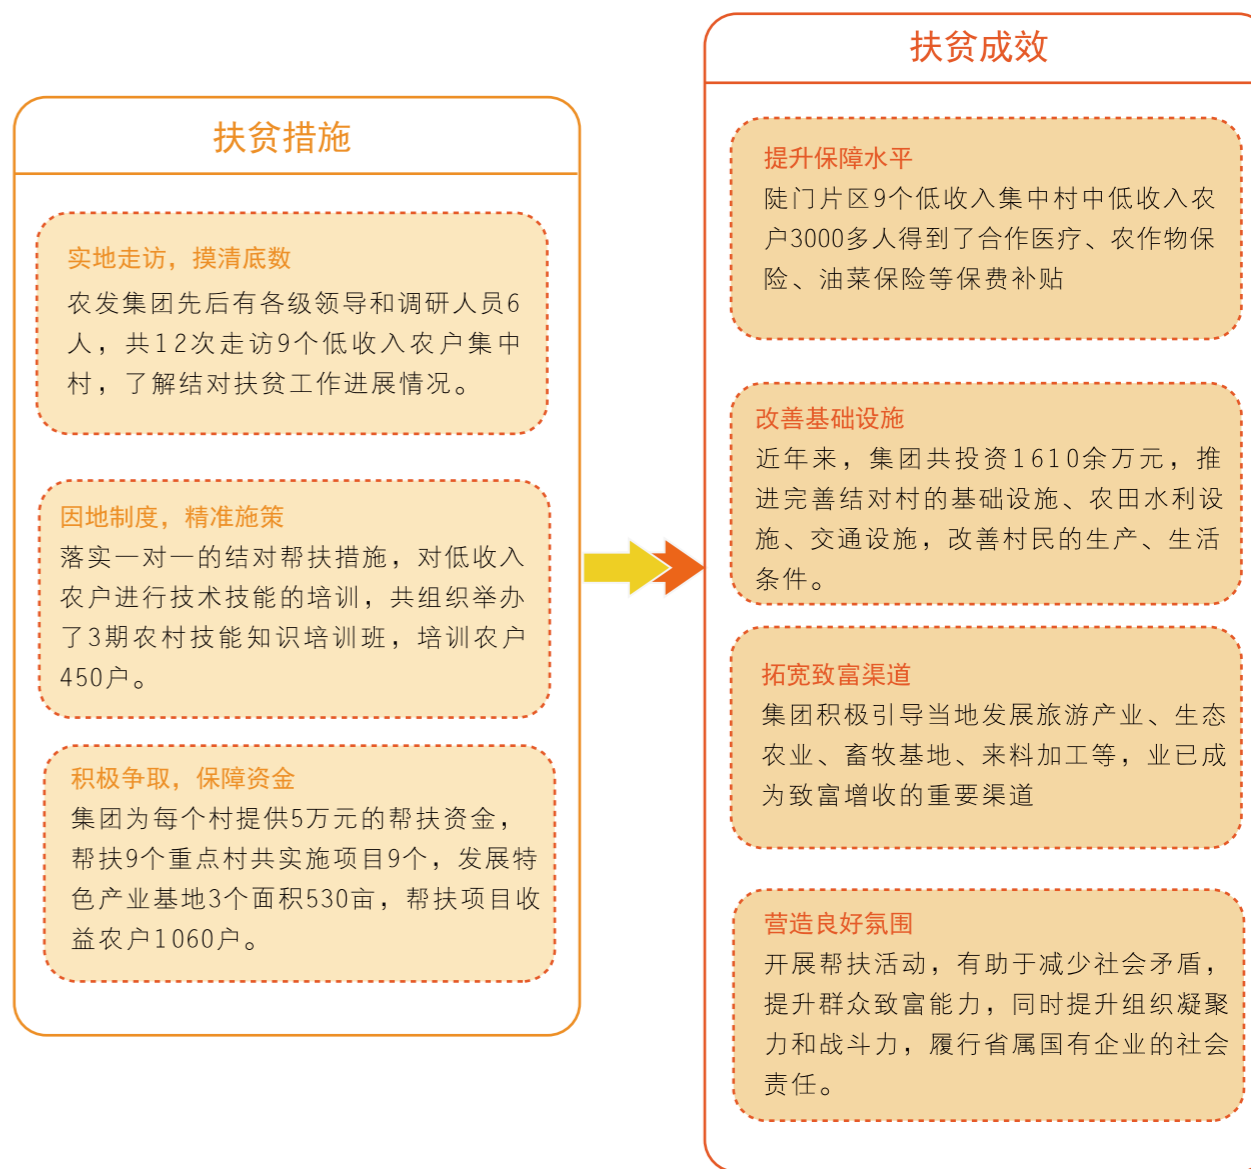 扶贫措施
实地走访，摸清底数
农发集团先后有各级领导和调研人员6
人，共12次走访9个低收入农户集中
村，了解结对扶贫工作进展情况。
因地制度，精准施策
落实一对一的结对帮扶措施，对低收入
农户进行技术技能的培训，共组织举办
了3期农村技能知识培训班，培训农户
450户。
积极争取，保障资金
集团为每个村提供5万元的帮扶资金，
帮扶9个重点村共实施项目9个，发展特
色产业基地3个面积530亩，帮扶项目收
益农户1060户。
扶贫成效
提升保障水平
陡门片区9个低收入集中村中低收入农
户3000多人得到了合作医疗、农作物保
险、油菜保险等保费补贴
改善基础设施
近年来，集团共投资1610余万元，推
进完善结对村的基础设施、农田水利设
施、交通设施，改善村民的生产、生活
条件。
拓宽致富渠道
集团积极引导当地发展旅游产业、生态
农业、畜牧基地、来料加工等，业已成
为致富增收的重要渠道
营造良好氛围
开展帮扶活动，有助于减少社会矛盾，
提升群众致富能力，同时提升组织凝聚
力和战斗力，履行省属国有企业的社会
责任。